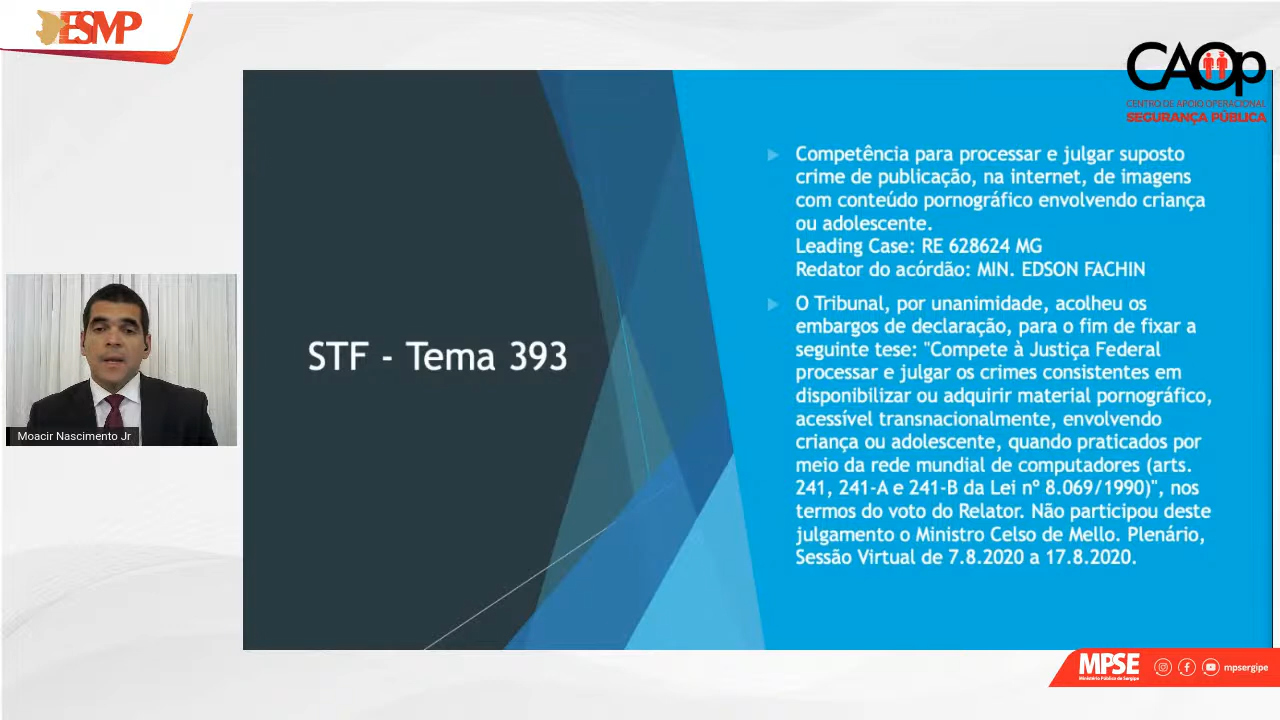 ESMP
CAOp
CENTRO DE APOIO OPERACIONAL
SEGURANÇA PÚBLICA
Competência para processar e julgar suposto
crime de publicação, na internet, de imagens
com conteúdo pornográfico envolvendo criança
ou adolescente.
Leading Case: RE 628624 MG
Redator do acórdão: MIN. EDSON FACHIN
O Tribunal, por unanimidade, acolheu os
embargos de declaração, para o fim de fixar a
seguinte tese: "Compete à Justiça Federal
processar e julgar os crimes consistentes em
disponibilizar ou adquirir material pornográfico,
acessível transnacionalmente, envolvendo
criança ou adolescente, quando praticados por
meio da rede mundial de computadores (arts.
241, 241-A e 241-B da Lei nº 8.069/1990)", nos
termos do voto do Relator. Não participou deste
julgamento o Ministro Celso de Mello. Plenário,
Sessão Virtual de 7.8.2020 a 17.8.2020.
STF - Tema 393
Moacir Nascimento Jr
MPSE
Ministério Público de Sergipe
mpsergipe